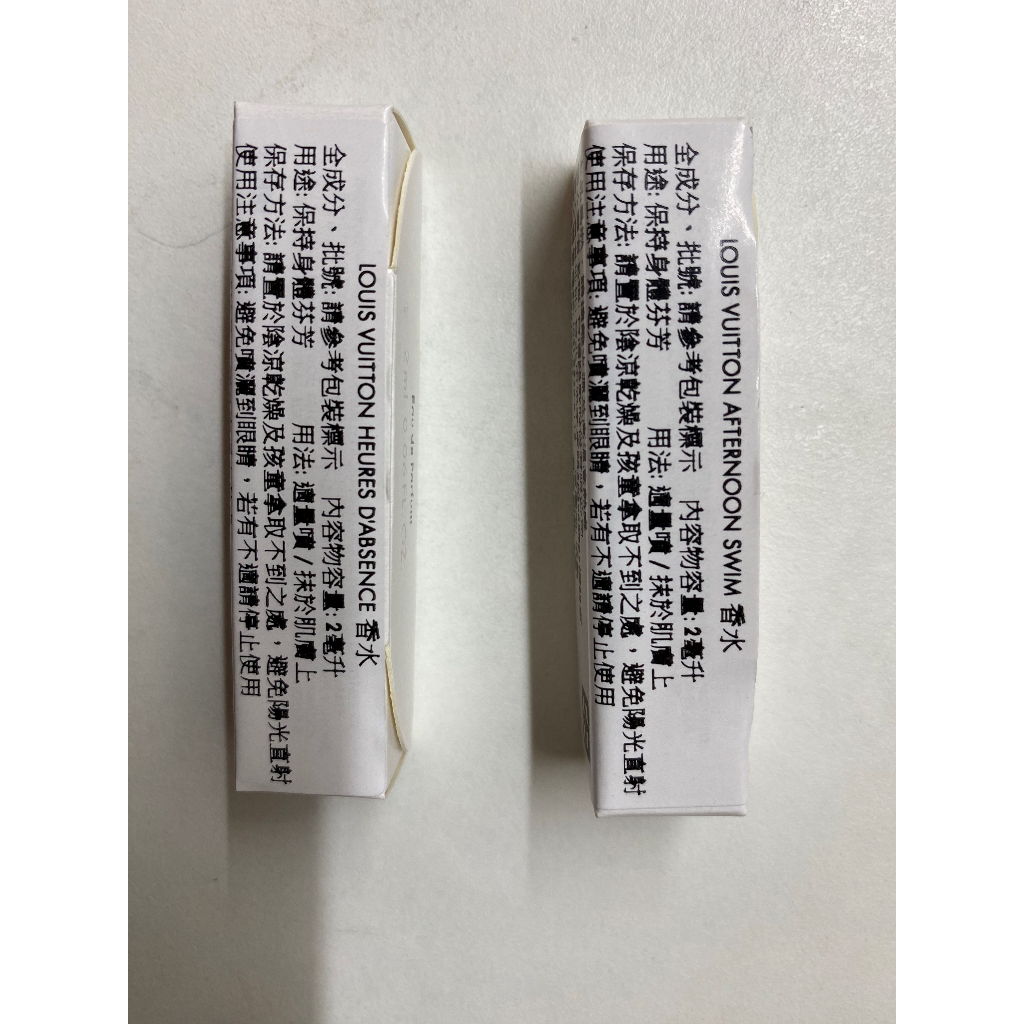 LOUIS VUITTON HEURES D'ABSENCE 香水
全成分、批號: 請參考包裝標示 內容物容量: 2毫升
用途: 保持身體芬芳 用法: 適量噴 / 抹於肌膚上
保存方法: 請置於陰涼乾燥及孩童拿取不到之處，避免陽光直射
使用注意事項: 避免噴灑到眼睛，若有不適請停止使用
Eau de Parfum
LOUIS VUITTON AFTERNOON SWIM 香水
全成分、批號: 請參考包裝標示 內容物容量: 2毫升
用途: 保持身體芬芳 用法: 適量噴 / 抹於肌膚上
保存方法: 請置於陰涼乾燥及孩童拿取不到之處，避免陽光直射
使用注意事項: 避免噴灑到眼睛，若有不適請停止使用